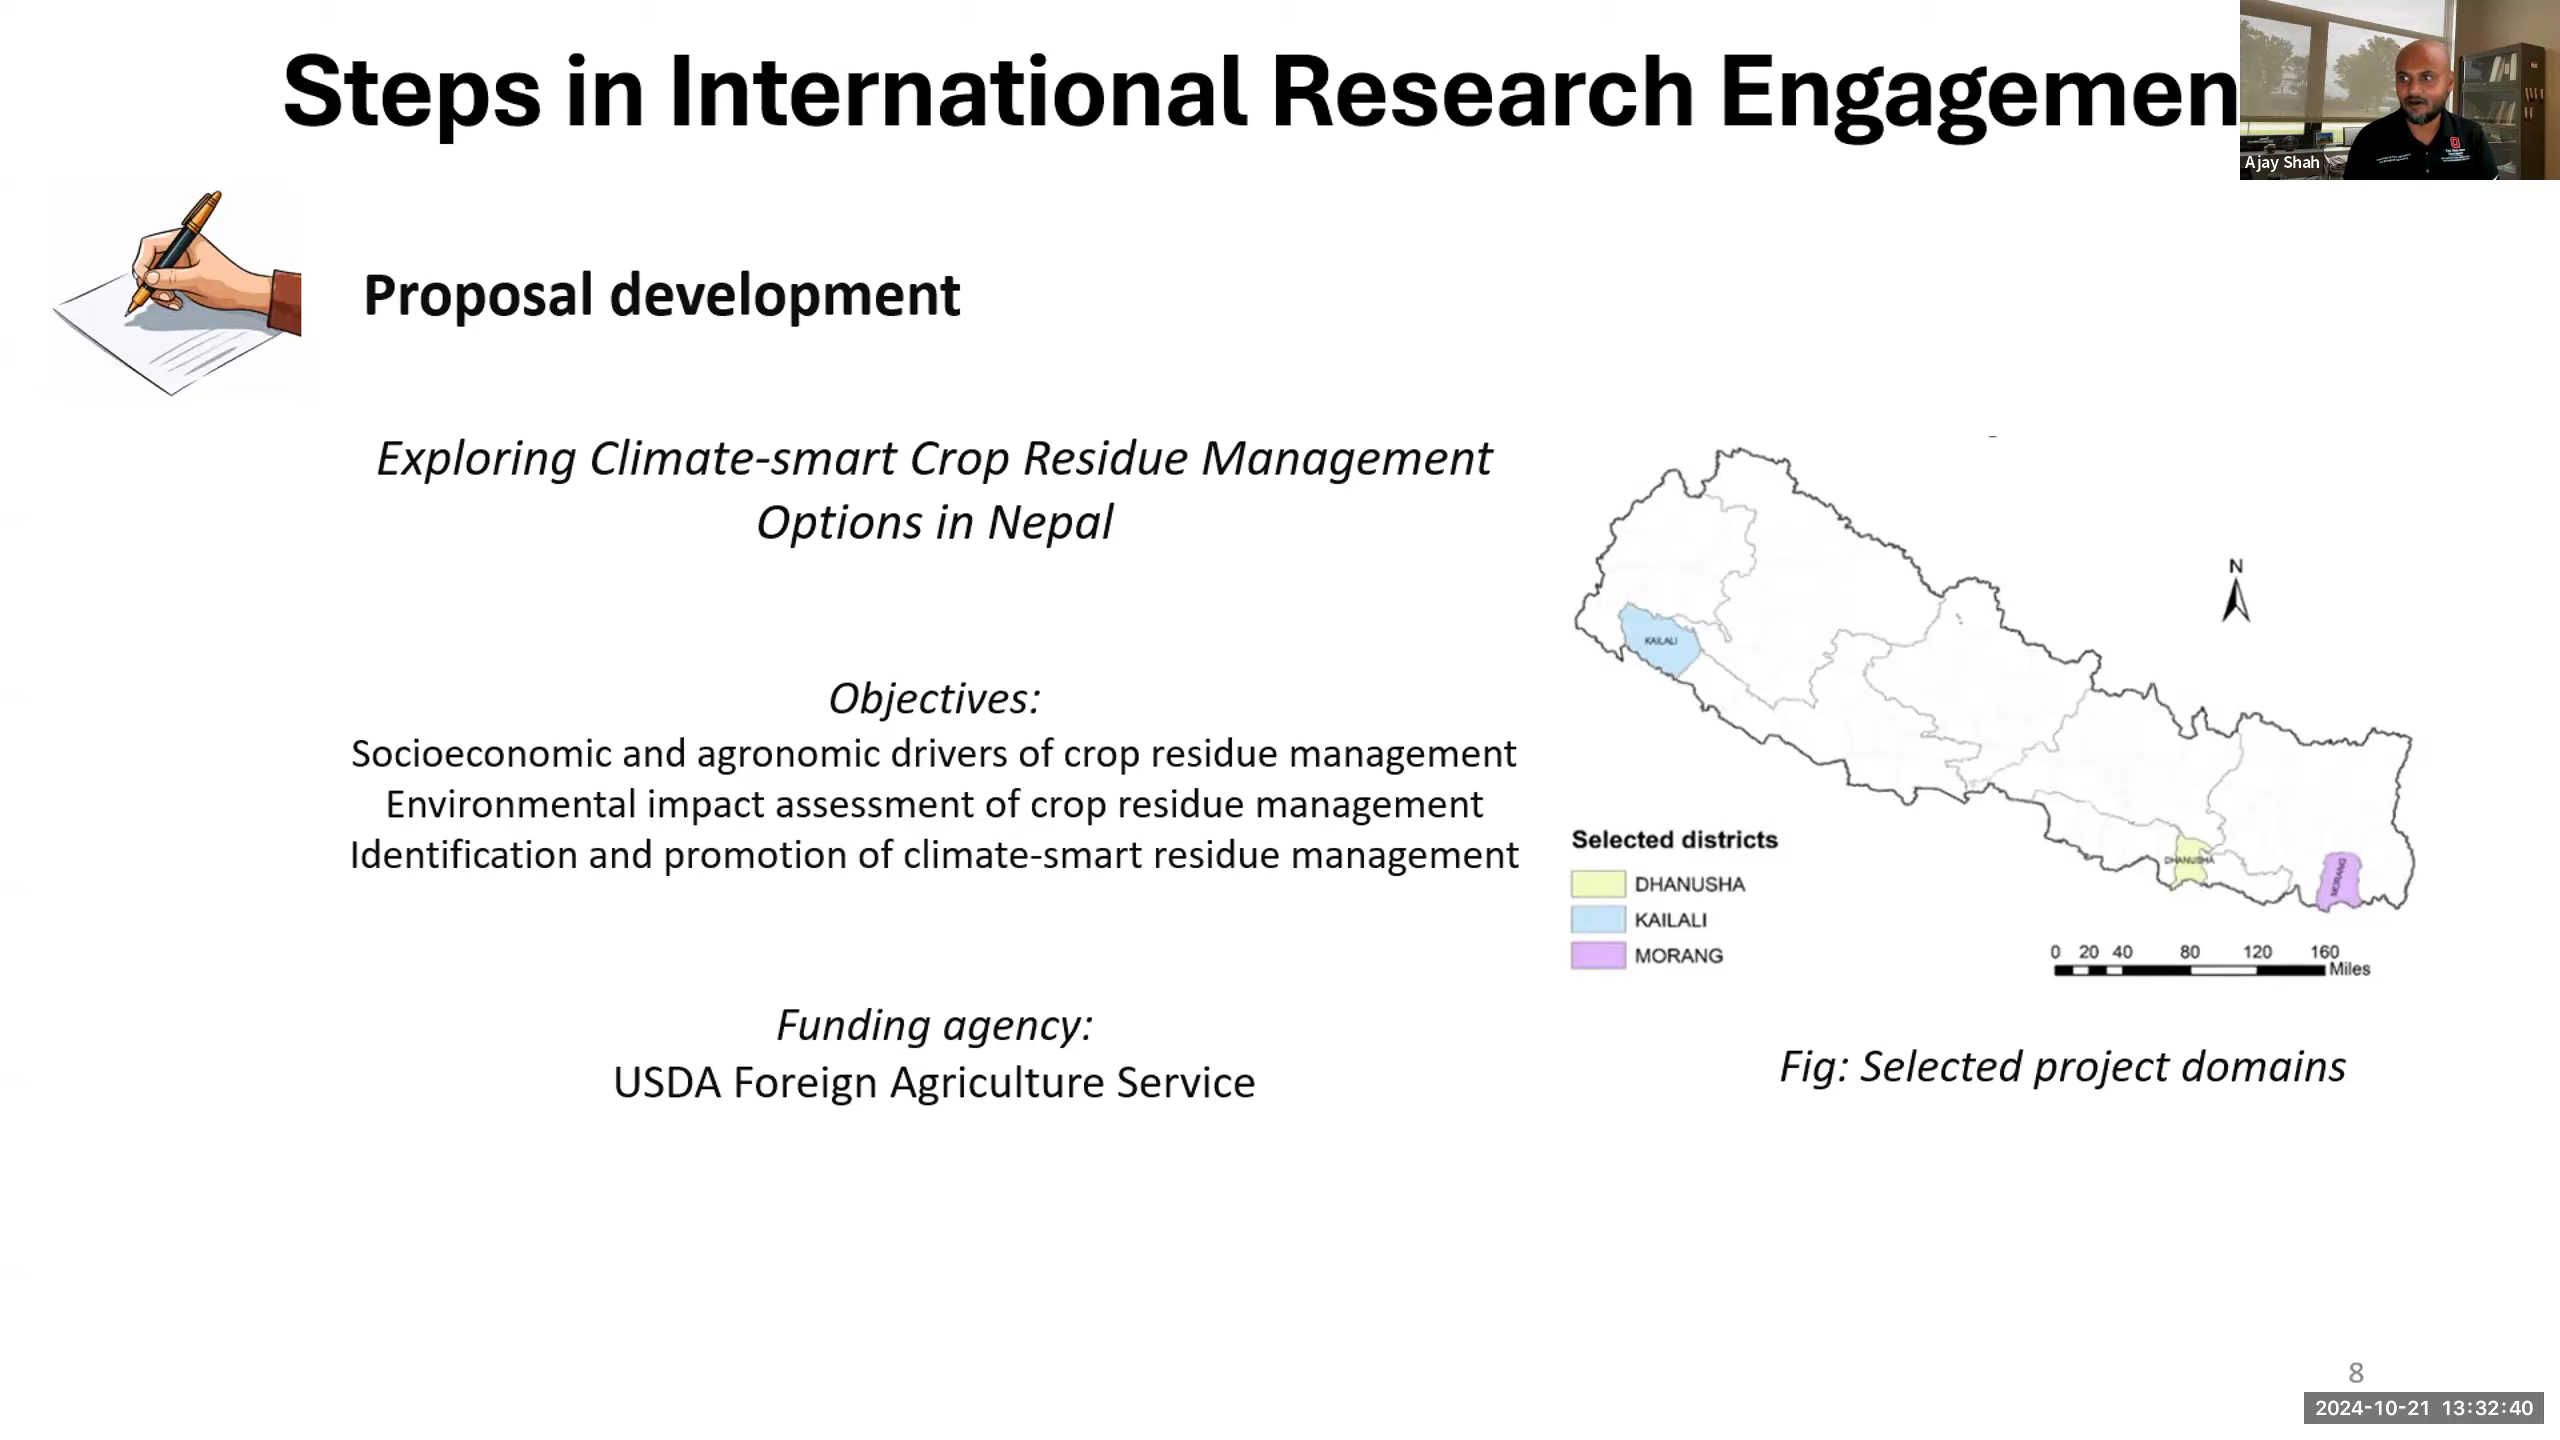 Steps in International Research Engagemen
Ajay Shah
Proposal development
Exploring Climate-smart Crop Residue Management
Options in Nepal
Objectives:
Socioeconomic and agronomic drivers of crop residue management
Environmental impact assessment of crop residue management
Identification and promotion of climate-smart residue management
Funding agency:
USDA Foreign Agriculture Service
N
KAILALI
DHANUSHA
MORANG
Selected districts
DHANUSHA
KAILALI
MORANG
0 20 40 80 120 160
Miles
Fig: Selected project domains
8
2024-10-21 13:32:40